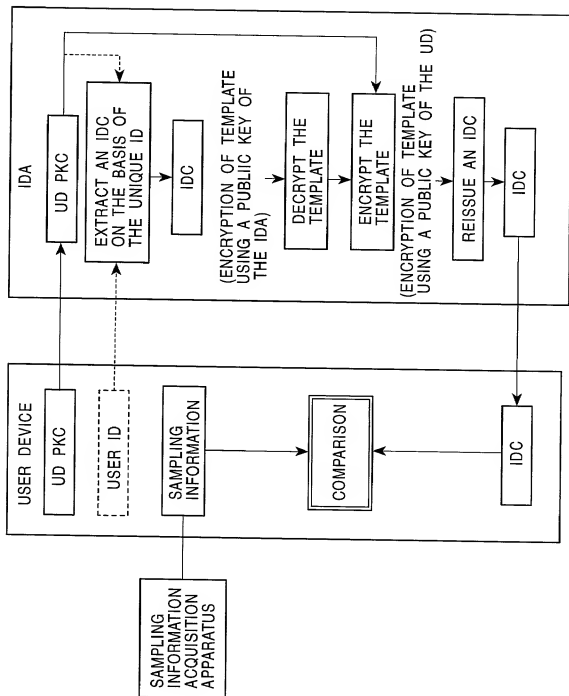 SAMPLING
INFORMATION
ACQUISITION
APPARATUS
USER DEVICE
UD PKC
USER ID
SAMPLING
INFORMATION
COMPARISON
IDC
IDA
UD PKC
EXTRACT AN IDC
ON THE BASIS OF
THE UNIQUE ID
IDC
(ENCRYPTION OF TEMPLATE
USING A PUBLIC KEY OF
THE IDA)
DECRYPT THE
TEMPLATE
ENCRYPT THE
TEMPLATE
(ENCRYPTION OF TEMPLATE
USING A PUBLIC KEY OF THE UD)
REISSUE AN IDC
IDC